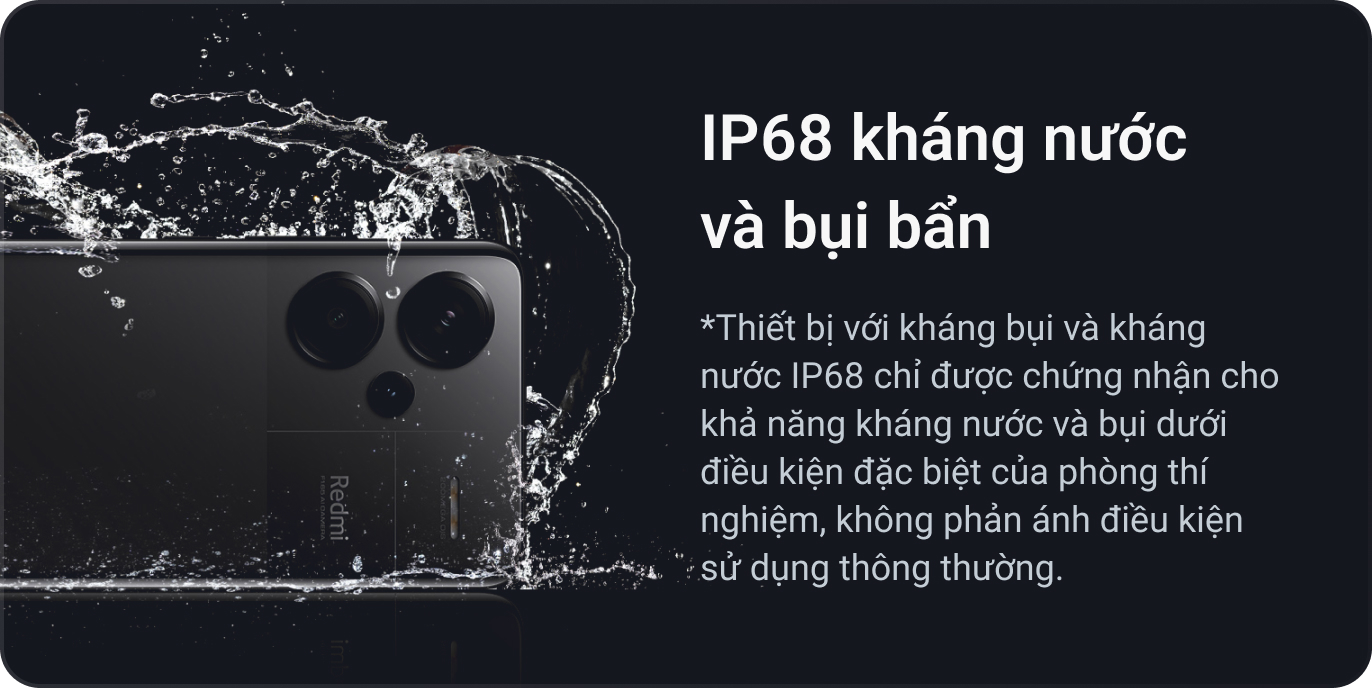 IP68 kháng nước
và bụi bẩn
*Thiết bị với kháng bụi và kháng
nước IP68 chỉ được chứng nhận cho
khả năng kháng nước và bụi dưới
điều kiện đặc biệt của phòng thí
nghiệm, không phản ánh điều kiện
sử dụng thông thường.
Redmi